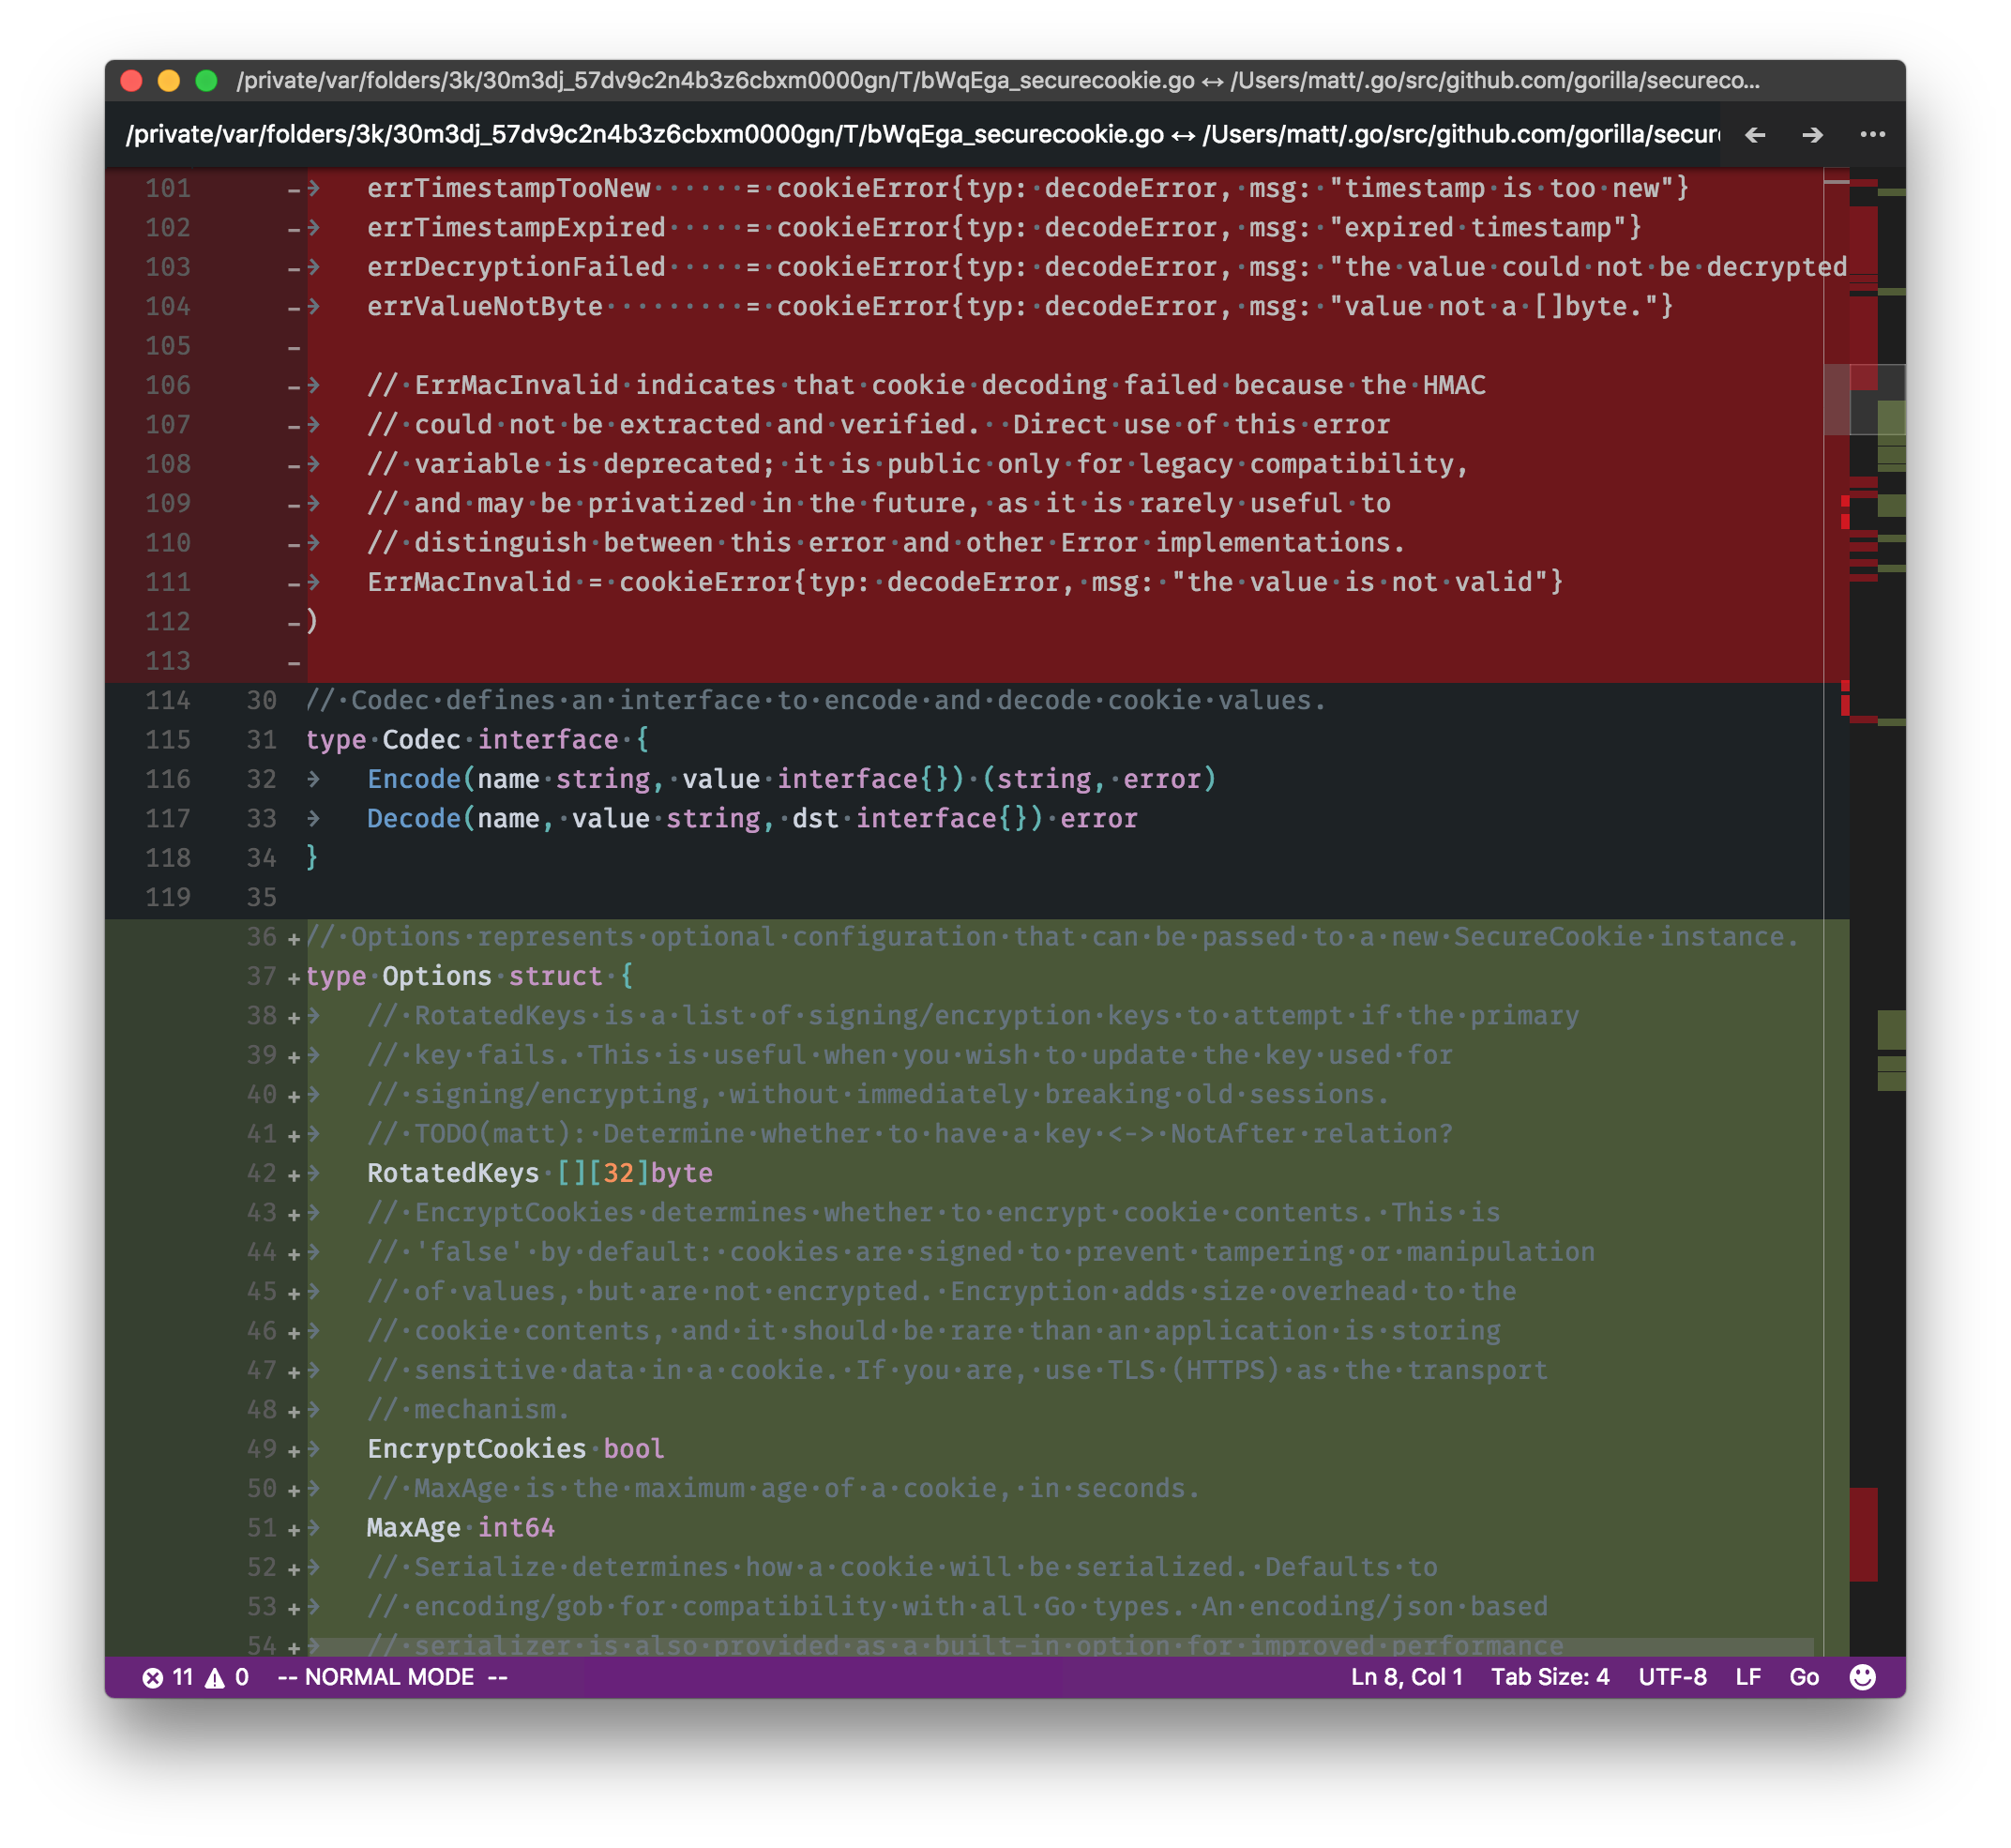 /private/var/folders/3k/30m3dj_57dv9c2n4b3z6cbxm0000gn/T/bWqEga_securecookie.go ↔ /Users/matt/.go/src/github.com/gorilla/secureco...
/private/var/folders/3k/30m3dj_57dv9c2n4b3z6cbxm0000gn/T/bWqEga_securecookie.go ↔ /Users/matt/.go/src/github.com/gorilla/secure
101 - errTimestampTooNew = cookieError{typ: decodeError, msg: "timestamp is too new"}
102 - errTimestampExpired = cookieError{typ: decodeError, msg: "expired timestamp"}
103 - errDecryptionFailed = cookieError{typ: decodeError, msg: "the value could not be decrypted
104 - errValueNotByte = cookieError{typ: decodeError, msg: "value not a []byte."}
105 -
106 - // ErrMacInvalid indicates that cookie decoding failed because the HMAC
107 - // could not be extracted and verified.  Direct use of this error
108 - // variable is deprecated; it is public only for legacy compatibility,
109 - // and may be privatized in the future, as it is rarely useful to
110 - // distinguish between this error and other Error implementations.
111 - ErrMacInvalid = cookieError{typ: decodeError, msg: "the value is not valid"}
112 -)
113 -
114 30 // Codec defines an interface to encode and decode cookie values.
115 31 type Codec interface {
116 32 Encode(name string, value interface{}) (string, error)
117 33 Decode(name, value string, dst interface{}) error
118 34 }
119 35
36 +// Options represents optional configuration that can be passed to a new SecureCookie instance.
37 +type Options struct {
38 + // RotatedKeys is a list of signing/encryption keys to attempt if the primary
39 + // key fails. This is useful when you wish to update the key used for
40 + // signing/encrypting, without immediately breaking old sessions.
41 + // TODO(matt): Determine whether to have a key <-> NotAfter relation?
42 + RotatedKeys [][32]byte
43 + // EncryptCookies determines whether to encrypt cookie contents. This is
44 + // 'false' by default: cookies are signed to prevent tampering or manipulation
45 + // of values, but are not encrypted. Encryption adds size overhead to the
46 + // cookie contents, and it should be rare than an application is storing
47 + // sensitive data in a cookie. If you are, use TLS (HTTPS) as the transport
48 + // mechanism.
49 + EncryptCookies bool
50 + // MaxAge is the maximum age of a cookie, in seconds.
51 + MaxAge int64
52 + // Serialize determines how a cookie will be serialized. Defaults to
53 + // encoding/gob for compatibility with all Go types. An encoding/json based
54 + // serializer is also provided as a built-in option for improved performance
11 0 -- NORMAL MODE -- Ln 8, Col 1 Tab Size: 4 UTF-8 LF Go